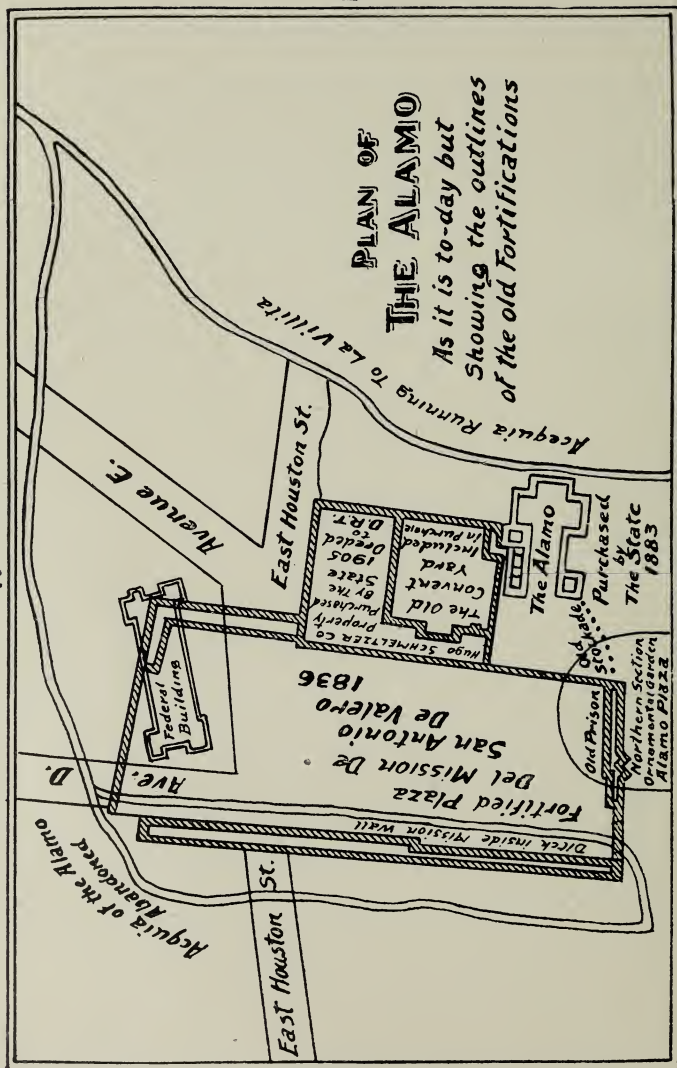 PLAN OF
THE ALAMO
As it is to-day but
Showing the outlines
of the old Fortifications
Acequia Running To La Villita
Avenue E.
East Houston St.
Hugo SCHMELTZER CO
Property
Purchased
By The
State
1905
Deeded
to
D.R.T.
The Old
Convent
Yard
Included
In Purchase
The Alamo
Purchased
by
The State
1883
Old
Stockade
Federal
Building
Fortified Plaza
Del Mission De
San Antonio
De Valero
1836
Old Prison
Northern Section
Ornamental Garden
Alamo Plaza
Ave. D.
Ditch inside Mission Wall
East Houston St.
Acquia of the Alamo
Abandoned